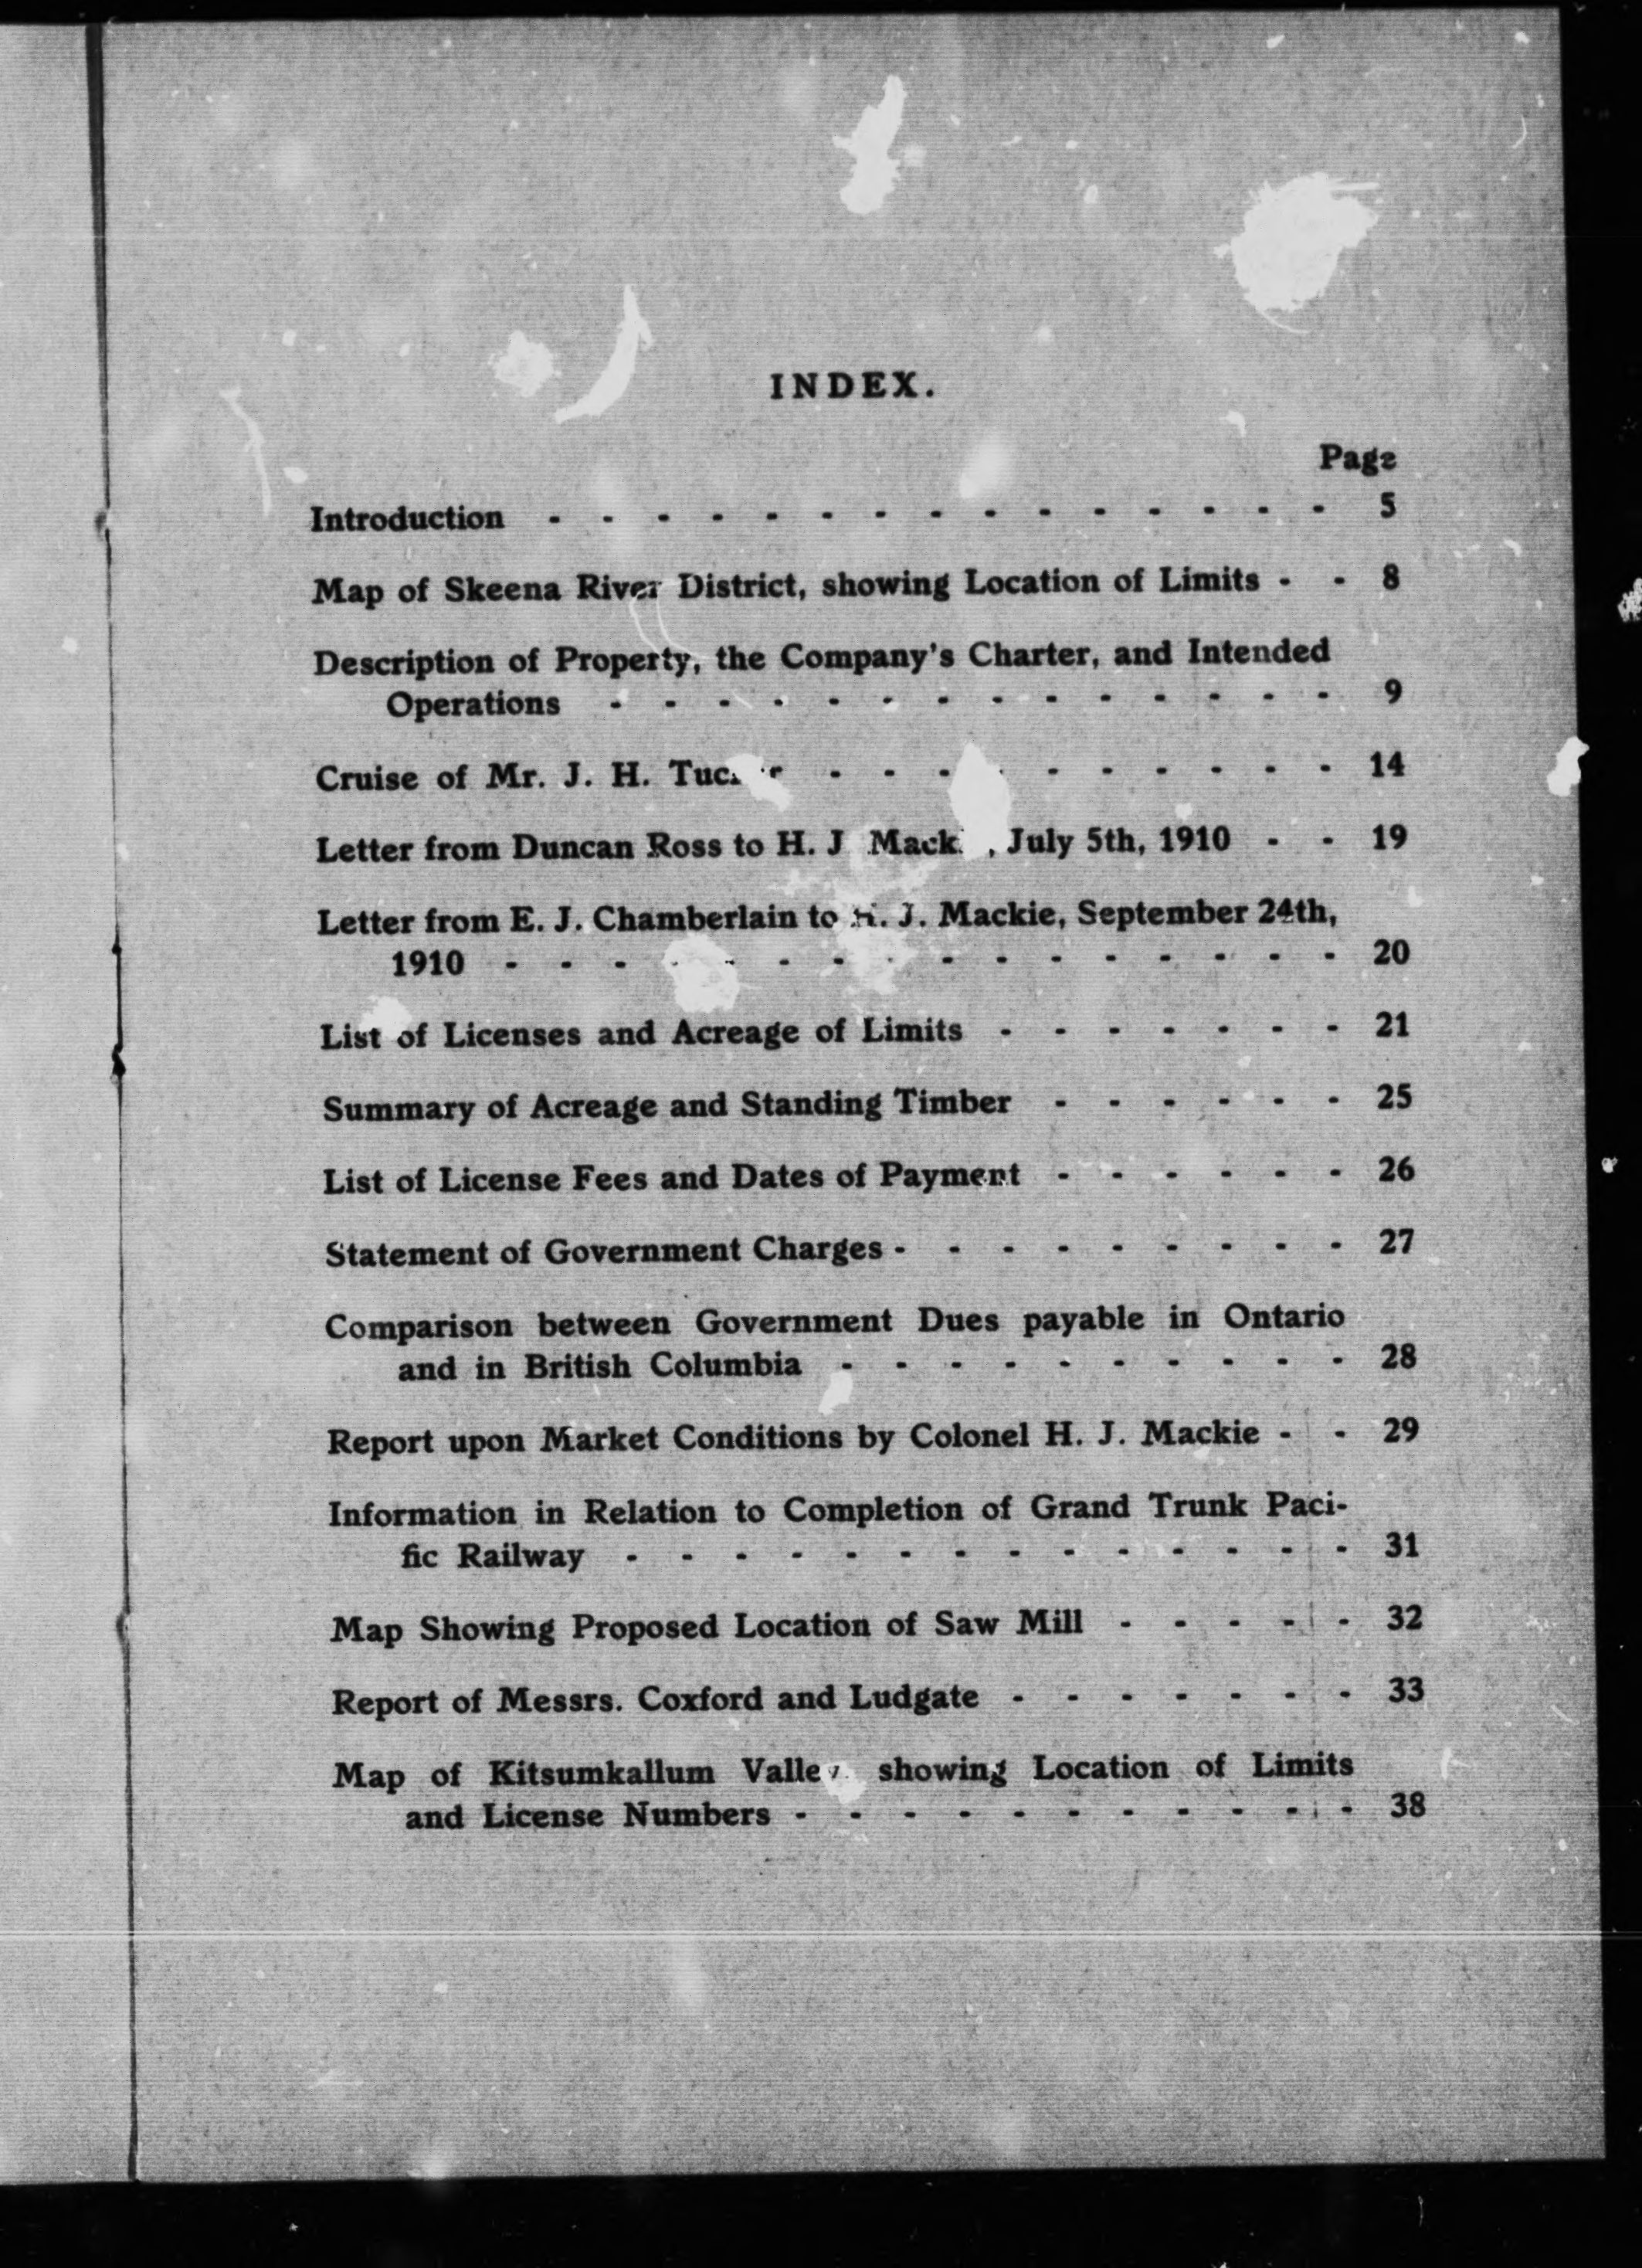 INDEX.
Page
Introduction - - - - - - - - - - - - - - - 5
Map of Skeena River District, showing Location of Limits - - 8
Description of Property, the Company's Charter, and Intended
Operations - - - - - - - - - - - - - - 9
Cruise of Mr. J. H. - - - - - - - - - - 14
Letter from Duncan Ross to H. J Mack , July 5th, 1910 - - 19
Letter from E. J. Chamberlain to H. J. Mackie, September 24th,
1910 - - - - - - - - - - - - - - - - 20
List of Licenses and Acreage of Limits - - - - - - - 21
Summary of Acreage and Standing Timber - - - - - - 25
List of License Fees and Dates of Payment - - - - - - 26
Statement of Government Charges - - - - - - - - - 27
Comparison between Government Dues payable in Ontario
and in British Columbia - - - - - - - - - - 28
Report upon Market Conditions by Colonel H. J. Mackie - - 29
Information in Relation to Completion of Grand Trunk Paci-
fic Railway - - - - - - - - - - - - - - 31
Map Showing Proposed Location of Saw Mill - - - - - 32
Report of Messrs. Coxford and Ludgate - - - - - - - 33
Map of Kitsumkallum Valley showing Location of Limits
and License Numbers - - - - - - - - - - - 38